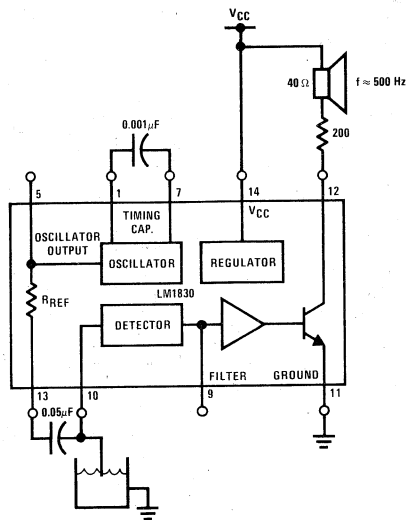 VCC
40 Ω
f ≈ 500 Hz
200
0.001μF
5
1
7
14
12
TIMING
CAP.
VCC
OSCILLATOR
OUTPUT
OSCILLATOR
REGULATOR
RREF
LM1830
DETECTOR
FILTER
GROUND
13
10
9
11
0.05μF